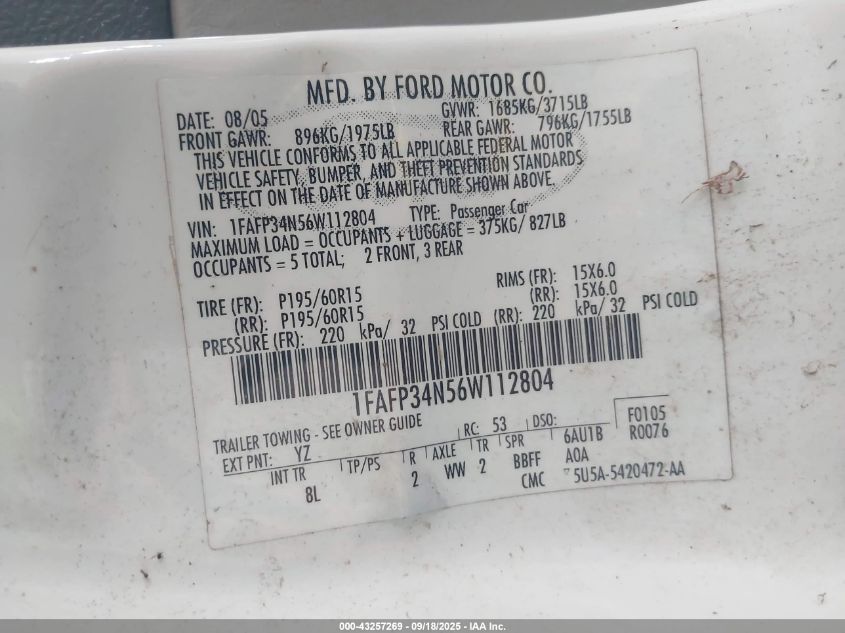 MFD. BY FORD MOTOR CO.
DATE: 08/05 GVWR: 1685KG/3715LB
FRONT GAWR: 896KG/1975LB REAR GAWR: 796KG/1755LB
THIS VEHICLE CONFORMS TO ALL APPLICABLE FEDERAL MOTOR
VEHICLE SAFETY, BUMPER, AND THEFT PREVENTION STANDARDS
IN EFFECT ON THE DATE OF MANUFACTURE SHOWN ABOVE.
VIN: 1FAFP34N56W112804 TYPE: Passenger Car
MAXIMUM LOAD = OCCUPANTS + LUGGAGE = 375KG/ 827LB
OCCUPANTS = 5 TOTAL; 2 FRONT, 3 REAR
TIRE (FR): P195/60R15 RIMS (FR): 15X6.0
(RR): P195/60R15 (RR): 15X6.0
PRESSURE (FR): 220 kPa/ 32 PSI COLD (RR): 220 kPa/ 32 PSI COLD
1FAFP34N56W112804
TRAILER TOWING - SEE OWNER GUIDE RC: 53 DSO: F0105
EXT PNT: YZ R0076
INT TR TP/PS R AXLE TR SPR 6AU1B
8L 2 WW 2 BBFF A0A
CMC 5U5A-5420472-AA
000-43257269 - 09/18/2025 - IAA Inc.